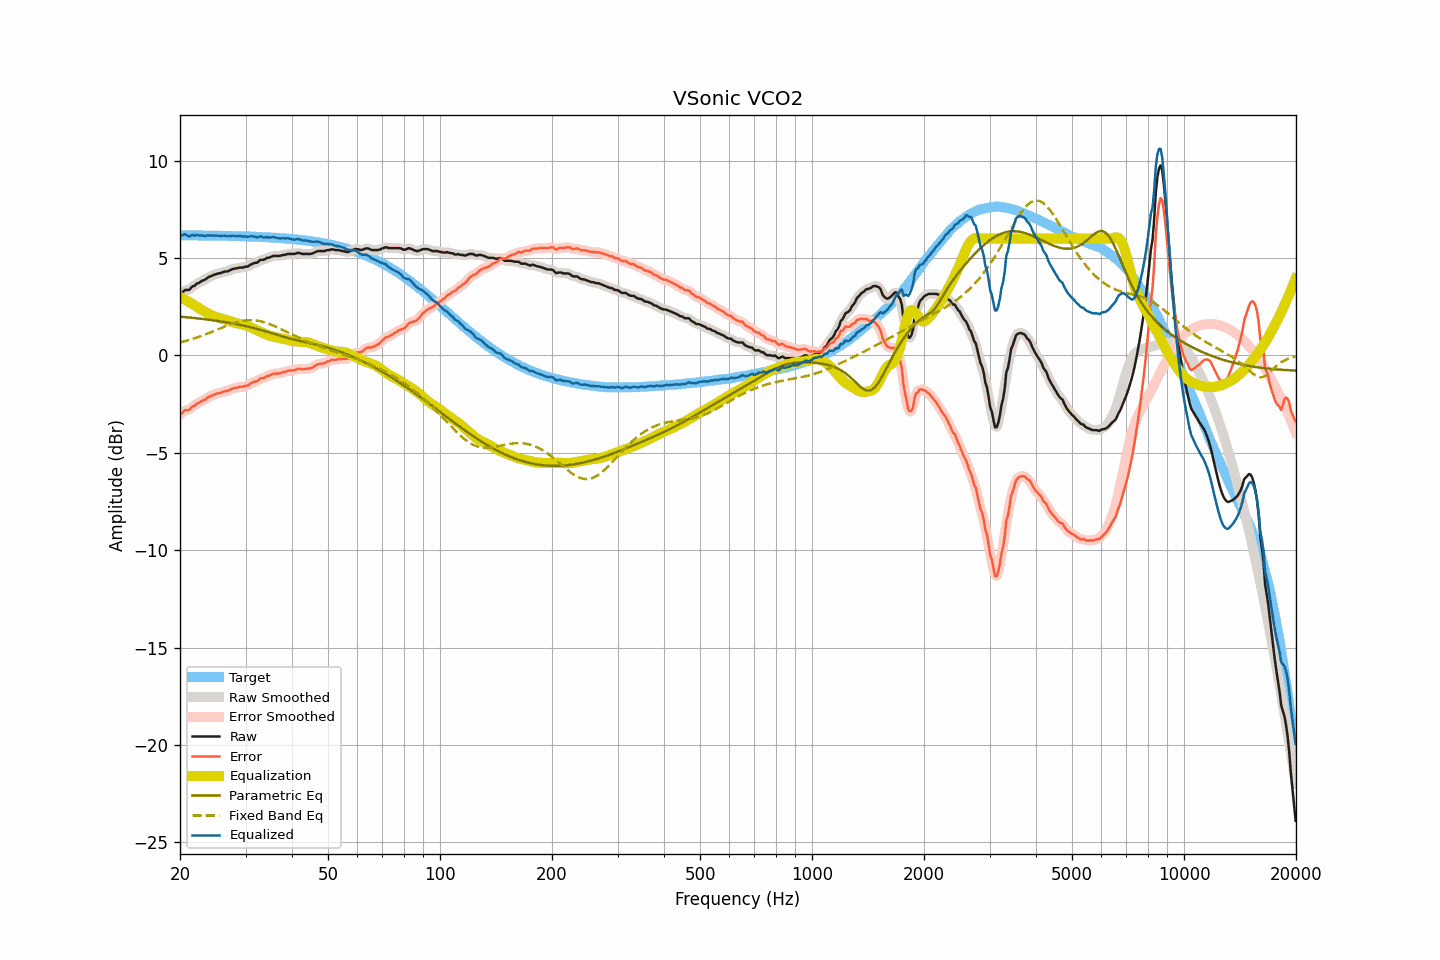 VSonic VCO2
Amplitude (dBr)
10
5
0
−5
−10
−15
−20
−25
Target
Raw Smoothed
Error Smoothed
Raw
Error
Equalization
Parametric Eq
Fixed Band Eq
Equalized
20 50 100 200 500 1000 2000 5000 10000 20000
Frequency (Hz)